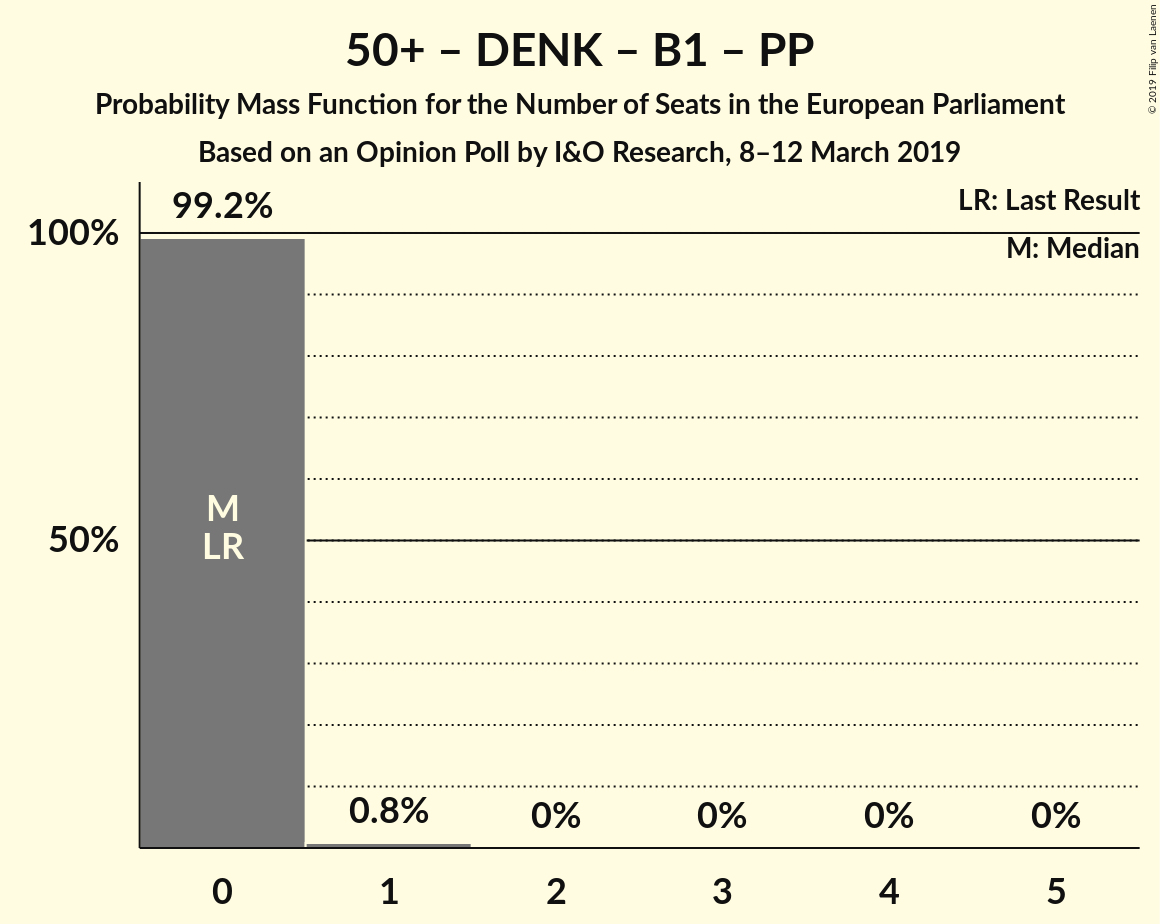 50+ – DENK – B1 – PP
Probability Mass Function for the Number of Seats in the European Parliament
Based on an Opinion Poll by I&O Research, 8–12 March 2019
© 2019 Filip van Laenen
LR: Last Result
M: Median
99.2%
100%
M
LR
50%
0.8%
0%
0%
0%
0%
0
1
2
3
4
5